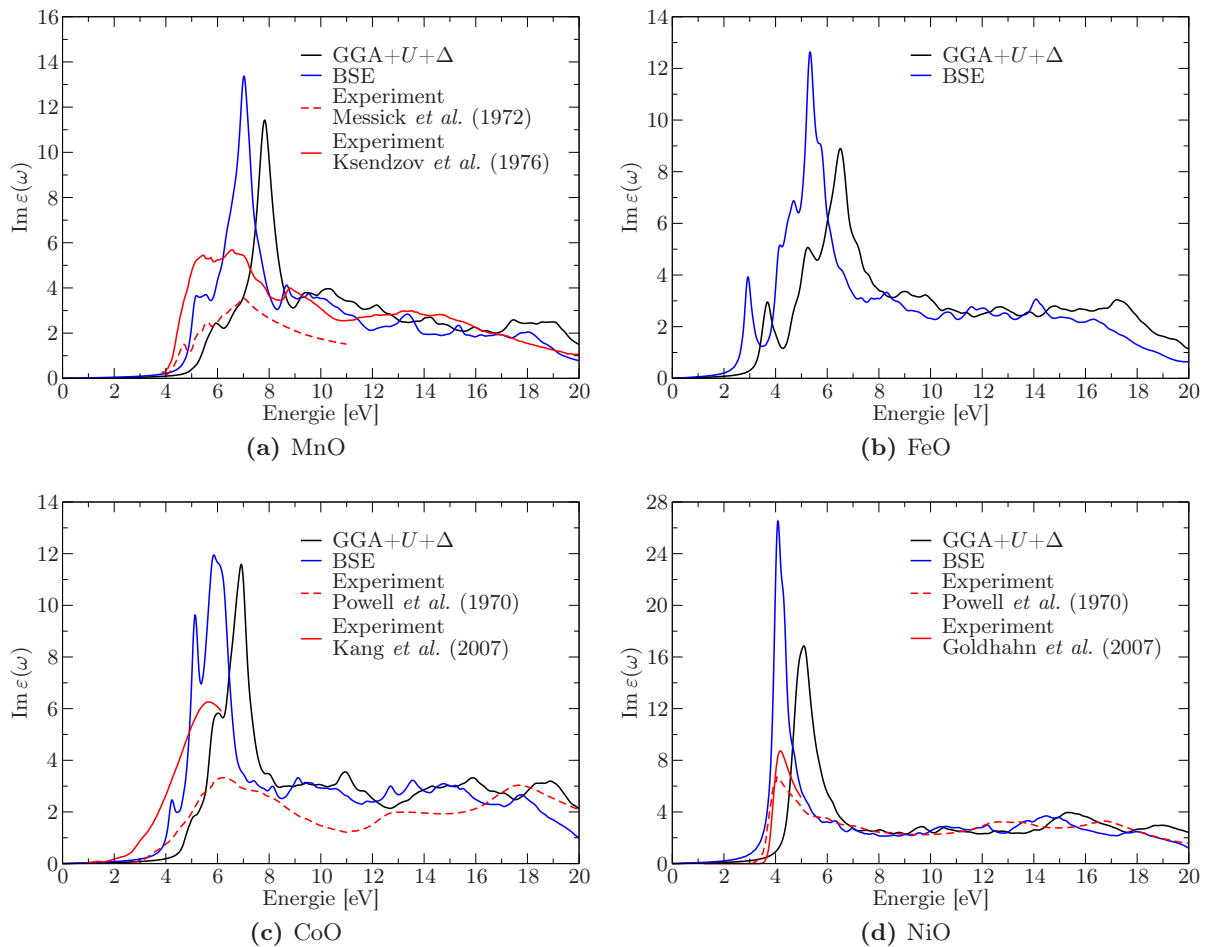 16
14
12
10
8
6
4
2
0
Im ε(ω)
GGA+U+Δ
BSE
Experiment
Messick et al. (1972)
Experiment
Ksendzov et al. (1976)
0 2 4 6 8 10 12 14 16 18 20
Energie [eV]
(a) MnO
14
12
10
8
6
4
2
0
Im ε(ω)
GGA+U+Δ
BSE
0 2 4 6 8 10 12 14 16 18 20
Energie [eV]
(b) FeO
14
12
10
8
6
4
2
0
Im ε(ω)
GGA+U+Δ
BSE
Experiment
Powell et al. (1970)
Experiment
Kang et al. (2007)
0 2 4 6 8 10 12 14 16 18 20
Energie [eV]
(c) CoO
28
24
20
16
12
8
4
0
Im ε(ω)
GGA+U+Δ
BSE
Experiment
Powell et al. (1970)
Experiment
Goldhahn et al. (2007)
0 2 4 6 8 10 12 14 16 18 20
Energie [eV]
(d) NiO